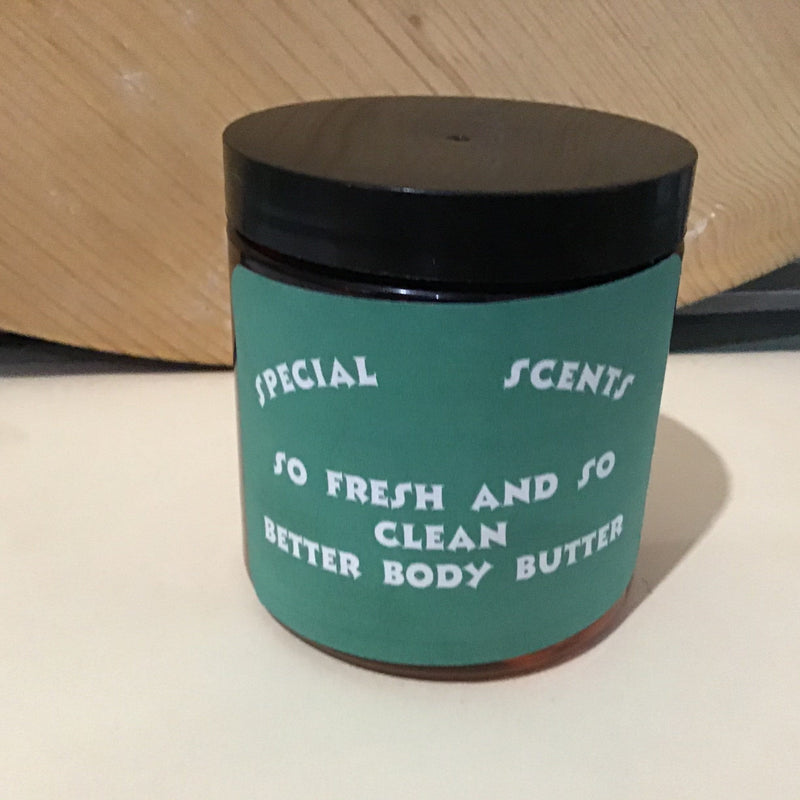 SPECIAL SCENTS
SO FRESH AND SO
CLEAN
BETTER BODY BUTTER